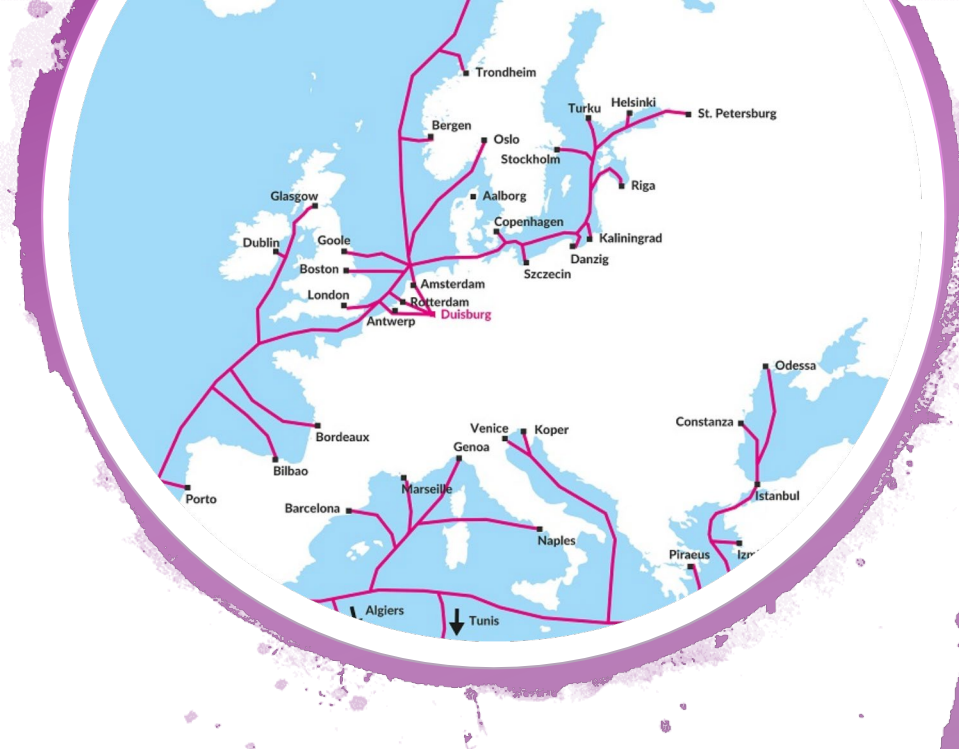 Trondheim
Turku
Helsinki
St. Petersburg
Bergen
Oslo
Stockholm
Riga
Glasgow
Aalborg
Copenhagen
Dublin
Goole
Kaliningrad
Danzig
Boston
Szczecin
Amsterdam
London
Rotterdam
Duisburg
Antwerp
Odessa
Constanza
Venice
Koper
Bordeaux
Genoa
Bilbao
Marseille
Porto
Istanbul
Barcelona
Naples
Piraeus
Algiers
Tunis